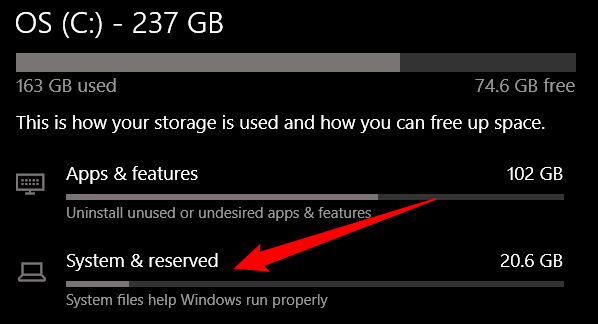 OS (C:) - 237 GB
163 GB used 74.6 GB free
This is how your storage is used and how you can free up space.
Apps & features 102 GB
Uninstall unused or undesired apps & features
System & reserved 20.6 GB
System files help Windows run properly